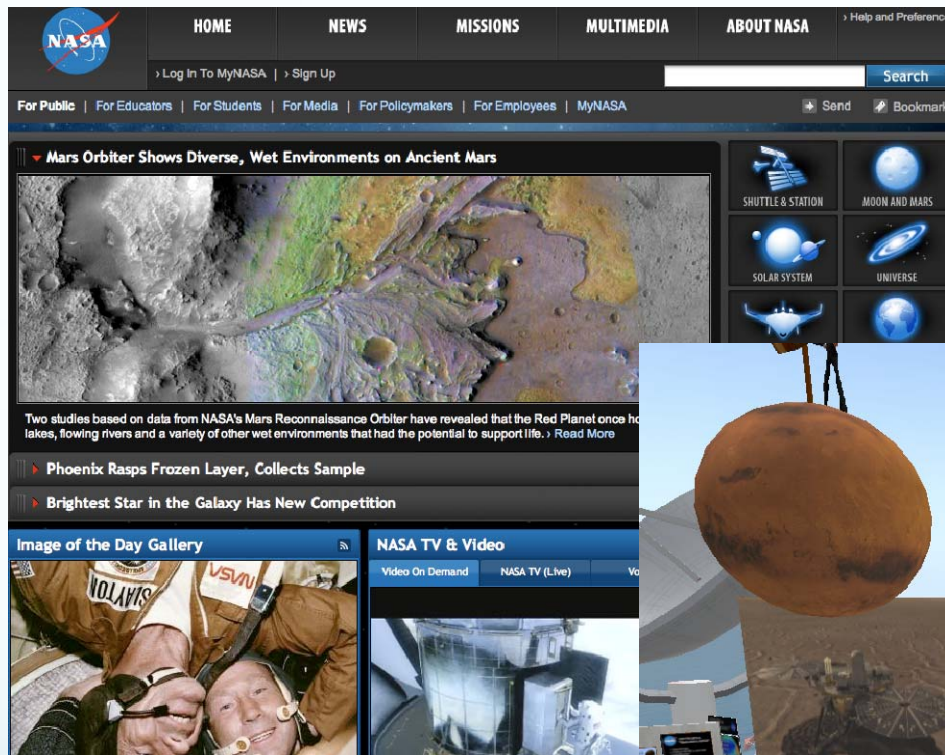 NASA
HOME NEWS MISSIONS MULTIMEDIA ABOUT NASA
› Help and Preferenc
› Log In To MyNASA | › Sign Up
Search
For Public | For Educators | For Students | For Media | For Policymakers | For Employees | MyNASA
Send Bookmark
Mars Orbiter Shows Diverse, Wet Environments on Ancient Mars
SHUTTLE & STATION MOON AND MARS
SOLAR SYSTEM UNIVERSE
Two studies based on data from NASA's Mars Reconnaissance Orbiter have revealed that the Red Planet once ho
lakes, flowing rivers and a variety of other wet environments that had the potential to support life. › Read More
Phoenix Rasps Frozen Layer, Collects Sample
Brightest Star in the Galaxy Has New Competition
Image of the Day Gallery
NASA TV & Video
Video On Demand NASA TV (Live) Vo
SLAYTON
NASA